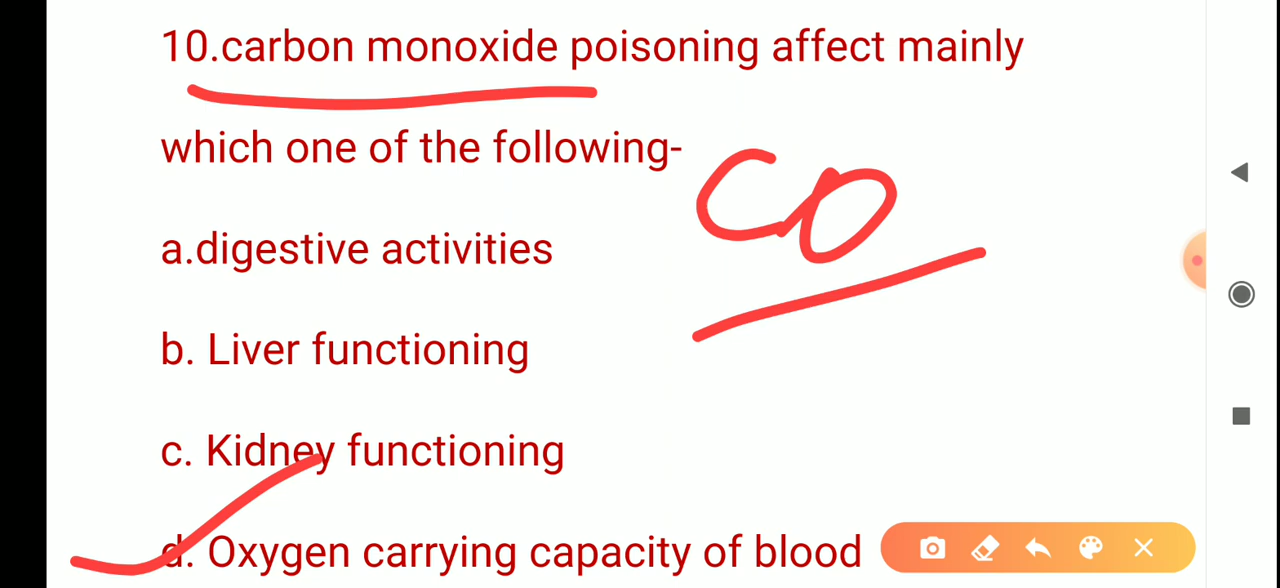 10.carbon monoxide poisoning affect mainly
which one of the following-
CO
a.digestive activities
b. Liver functioning
c. Kidney functioning
d. Oxygen carrying capacity of blood